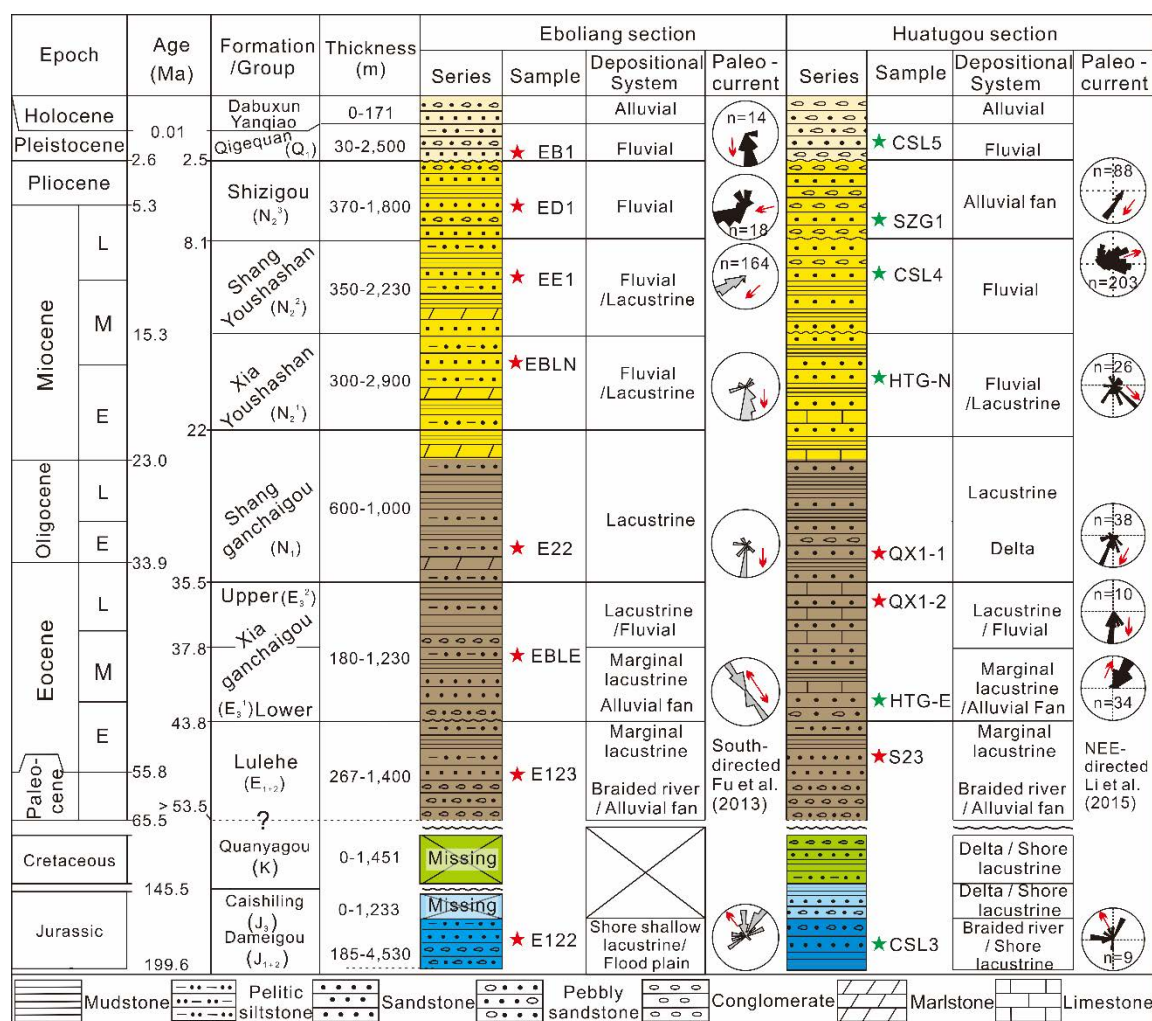 Epoch
Age
(Ma)
Formation
/Group
Thickness
(m)
Eboliang section
Huatugou section
Series
Sample
Depositional
System
Paleo -
current
Series
Sample
Depositional
System
Paleo -
current
Holocene
0.01
Pleistocene
2.6
2.5
Pliocene
5.3
8.1
Miocene
L
M
E
15.3
22
23.0
Oligocene
L
E
33.9
35.5
Eocene
L
M
E
37.8
43.8
Paleo-
cene
55.8
> 53.5
65.5
Cretaceous
145.5
Jurassic
199.6
Dabuxun
Yanqiao
0-171
Qigequan
30-2,500
Shizigou
(N₂³)
370-1,800
Shang
Youshashan
(N₂²)
350-2,230
Xia
Youshashan
(N₂¹)
300-2,900
Shang
ganchaigou
(N₁)
600-1,000
Upper (E₃²)
Xia
ganchaigou
(E₃¹) Lower
180-1,230
Lulehe
(E₁₊₂)
267-1,400
?
Quanyagou
(K)
0-1,451
Caishiling
(J₃)
0-1,233
Dameigou
(J₁₊₂)
185-4,530
Missing
Missing
EB1
ED1
EE1
EBLN
E22
EBLE
E123
E122
Alluvial
Fluvial
Fluvial
Fluvial
/Lacustrine
Fluvial
/Lacustrine
Lacustrine
Lacustrine
/Fluvial
Marginal
lacustrine
Alluvial fan
Marginal
lacustrine
Braided river
/ Alluvial fan
Shore shallow
lacustrine/
Flood plain
n=14
n=18
n=164
South-
directed
Fu et al.
(2013)
CSL5
SZG1
CSL4
HTG-N
QX1-1
QX1-2
HTG-E
S23
CSL3
Alluvial
Fluvial
Alluvial fan
Fluvial
Fluvial
/Lacustrine
Lacustrine
Delta
Lacustrine
/ Fluvial
Marginal
lacustrine
/Alluvial Fan
Marginal
lacustrine
Braided river
/ Alluvial fan
Delta / Shore
lacustrine
Delta / Shore
lacustrine
Braided river
/ Shore
lacustrine
n=88
n=203
n=26
n=38
n=10
n=34
NEE-
directed
Li et al.
(2015)
n=9
Mudstone
Pelitic
siltstone
Sandstone
Pebbly
sandstone
Conglomerate
Marlstone
Limestone